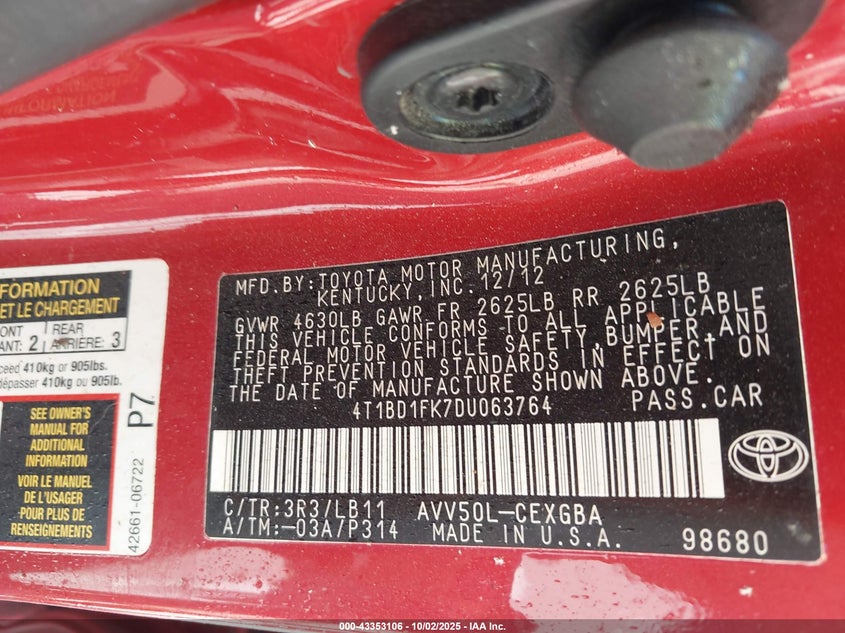 MFD.BY:TOYOTA MOTOR MANUFACTURING,
KENTUCKY, INC. 12/12
GVWR 4630LB GAWR FR 2625LB RR 2625LB
THIS VEHICLE CONFORMS TO ALL APPLICABLE
FEDERAL MOTOR VEHICLE SAFETY, BUMPER, AND
THEFT PREVENTION STANDARDS IN EFFECT ON
THE DATE OF MANUFACTURE SHOWN ABOVE.
4T1BD1FK7DU063764 PASS.CAR
C/TR:3R3/LB11 AVV50L-CEXGBA
A/TM:-03A/P314 MADE IN U.S.A. 98680
FORMATION
ET LE CHARGEMENT
ONT 2 REAR 3
ANT: ARRIÈRE:
ceed 410kg or 905lbs.
dépasser 410kg ou 905lb.
SEE OWNER'S
MANUAL FOR
ADDITIONAL
INFORMATION
VOIR LE MANUEL
DE L'USAGER
POUR PLUS DE
RENSEIGNEMENTS
P7
42661-06722
000-43353106 - 10/02/2025 - IAA Inc.